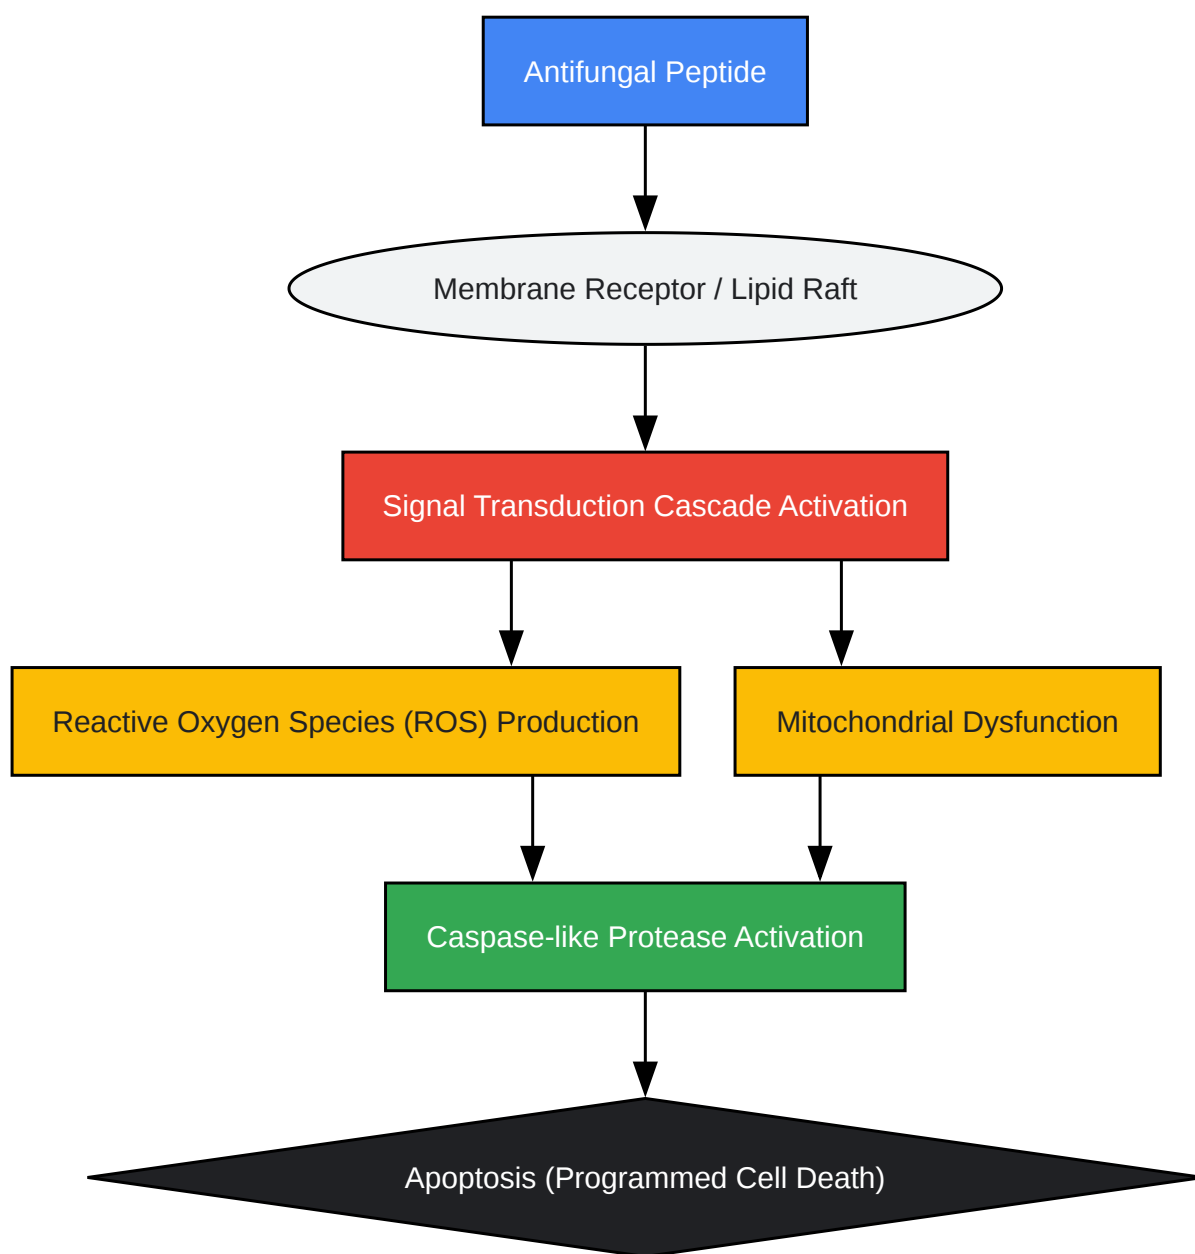 Antifungal Peptide
Membrane Receptor / Lipid Raft
Signal Transduction Cascade Activation
Reactive Oxygen Species (ROS) Production
Mitochondrial Dysfunction
Caspase-like Protease Activation
Apoptosis (Programmed Cell Death)